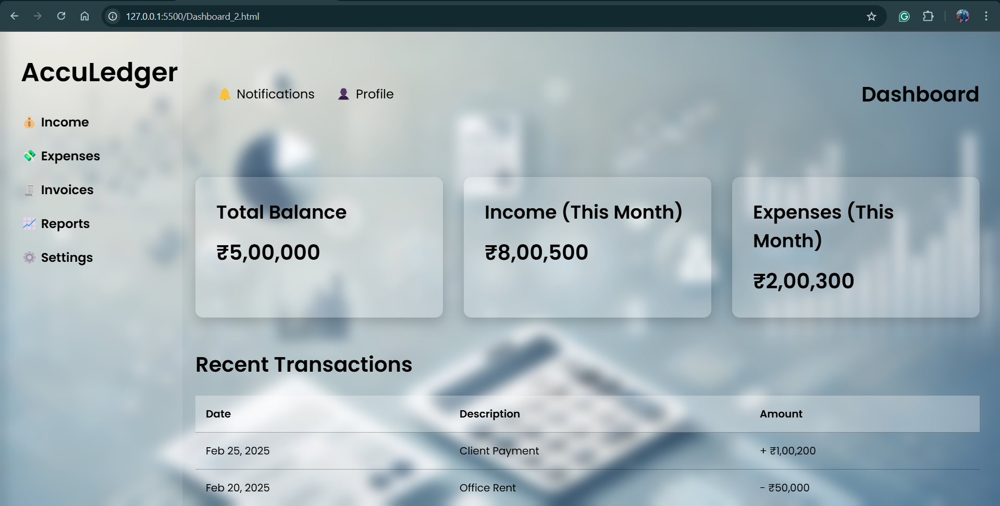 127.0.0.1:5500/Dashboard_2.html
AccuLedger
Notifications
Profile
Dashboard
Income
Expenses
Invoices
Reports
Settings
Total Balance
₹5,00,000
Income (This Month)
₹8,00,500
Expenses (This
Month)
₹2,00,300
Recent Transactions
Date Description Amount
Feb 25, 2025 Client Payment + ₹1,00,200
Feb 20, 2025 Office Rent - ₹50,000